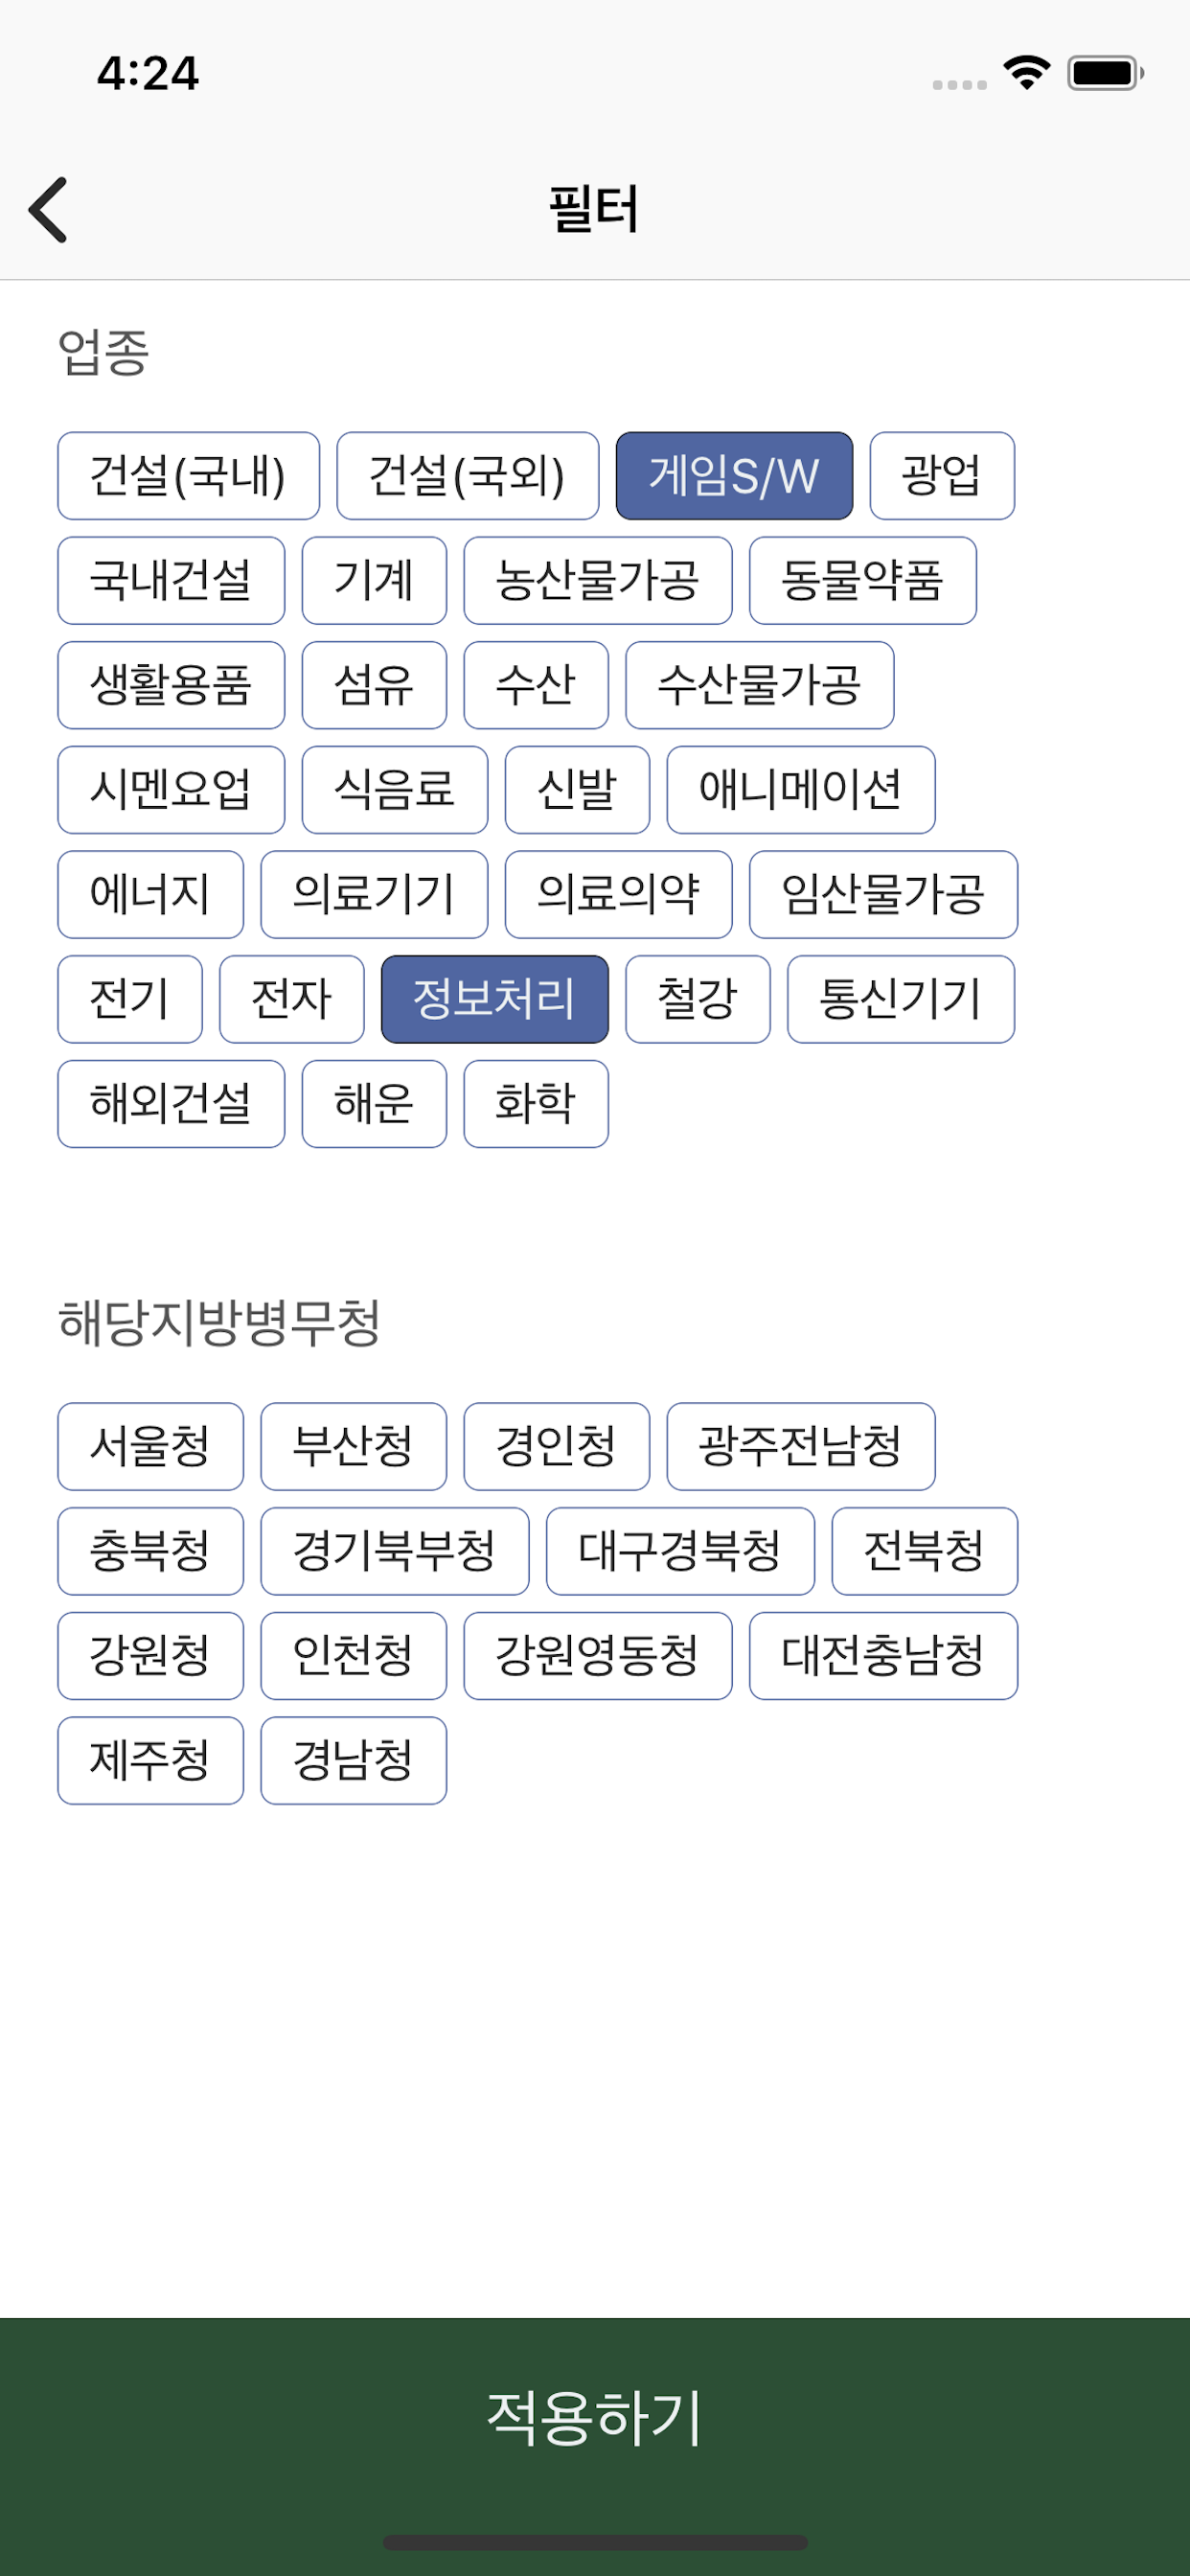 4:24
필터
업종
건설(국내) 건설(국외) 게임S/W 광업
국내건설 기계 농산물가공 동물약품
생활용품 섬유 수산 수산물가공
시멘요업 식음료 신발 애니메이션
에너지 의료기기 의료의약 임산물가공
전기 전자 정보처리 철강 통신기기
해외건설 해운 화학
해당지방병무청
서울청 부산청 경인청 광주전남청
충북청 경기북부청 대구경북청 전북청
강원청 인천청 강원영동청 대전충남청
제주청 경남청
적용하기